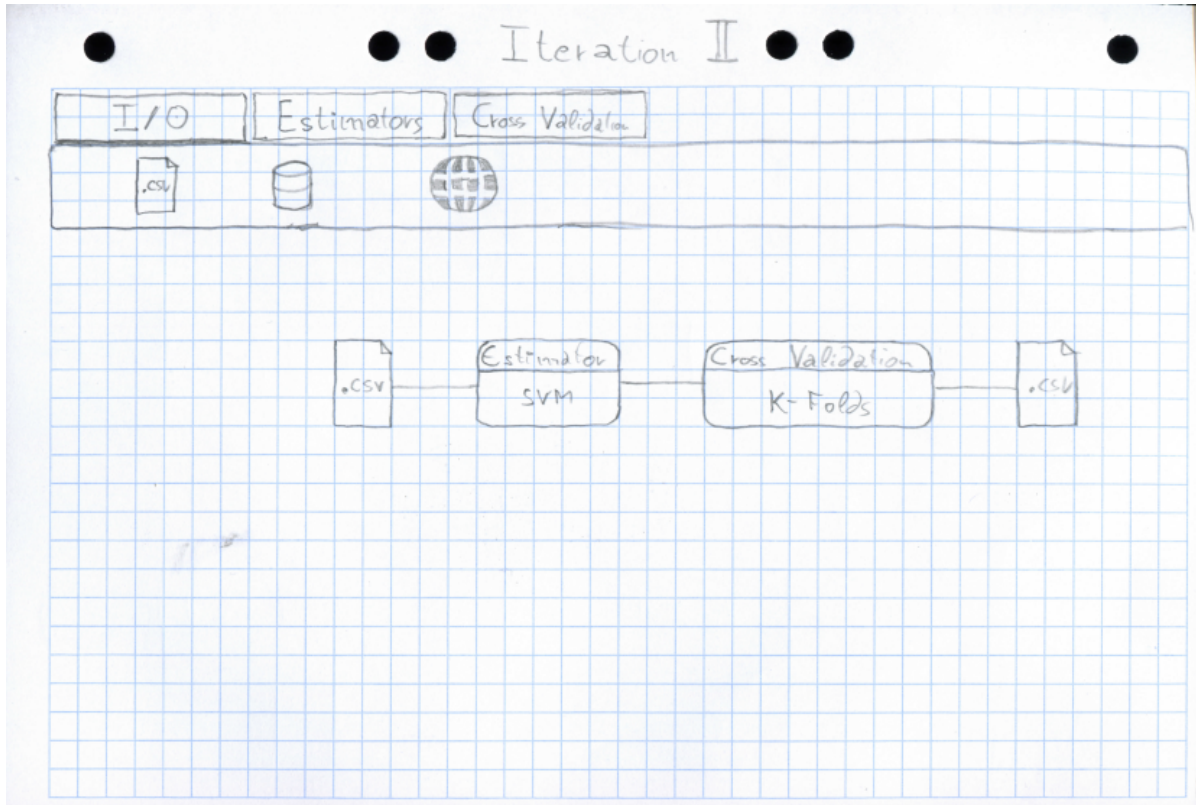 Iteration II
I/O Estimators Cross Validation
.csv
Estimator Cross Validation
.csv SVM K-Folds .csv